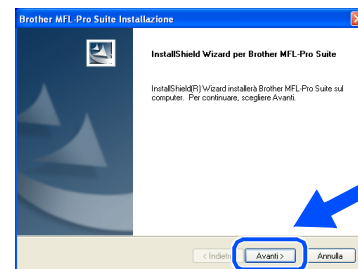 Brother MFL-Pro Suite Installazione
InstallShield Wizard per Brother MFL-Pro Suite
InstallShield(R) Wizard installerà Brother MFL-Pro Suite sul
computer. Per continuare, scegliere Avanti.
Avanti > Annulla